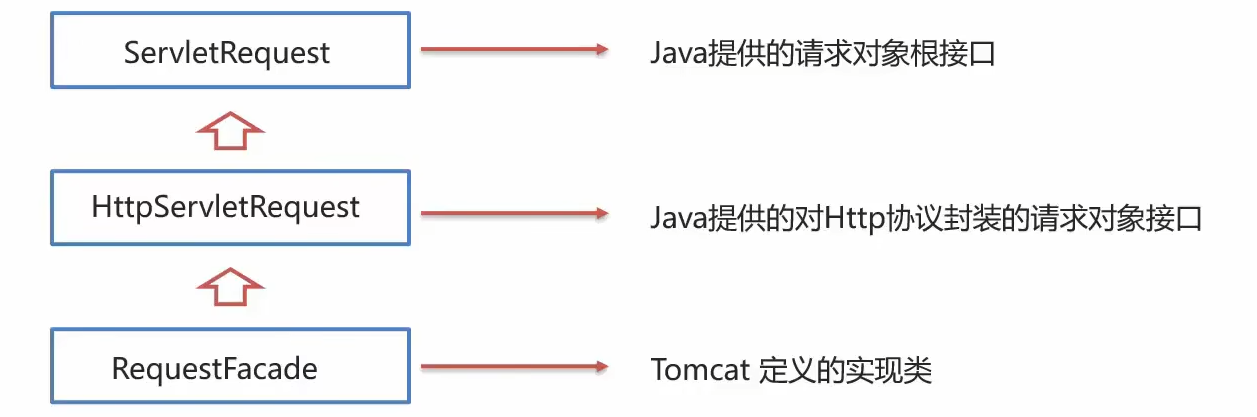 ServletRequest
Java提供的请求对象根接口
HttpServletRequest
Java提供的对Http协议封装的请求对象接口
RequestFacade
Tomcat 定义的实现类